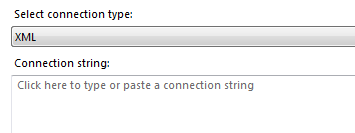 Select connection type:
XML
Connection string:
Click here to type or paste a connection string